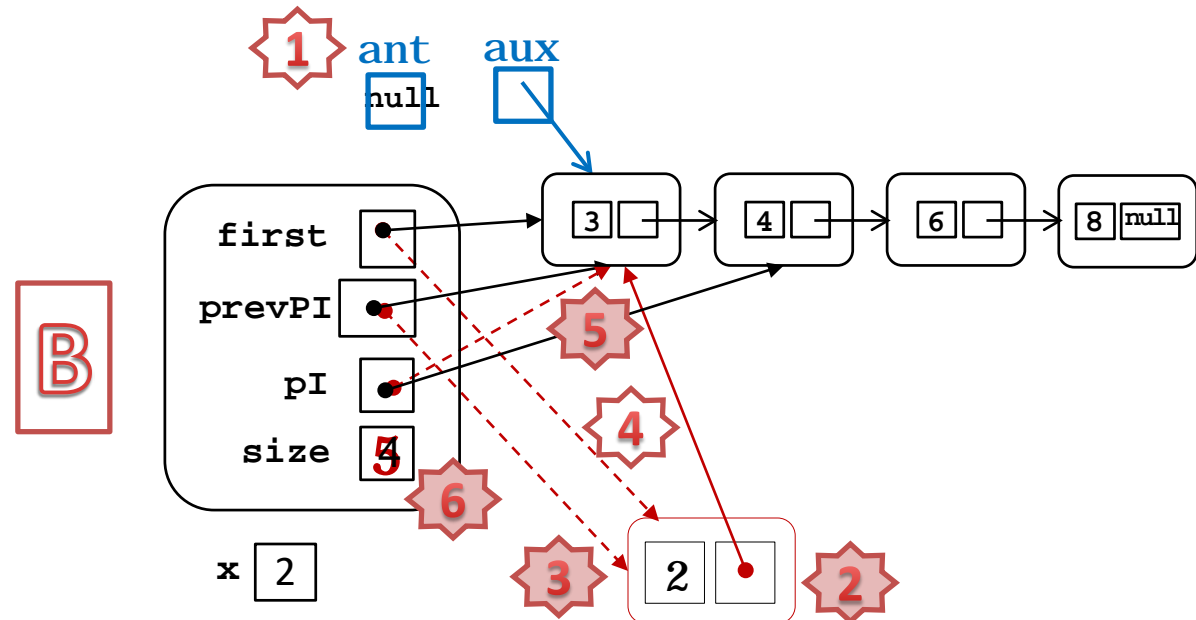 1 ant aux
null
first 3 4 6 8 null
B prevPI 5
pI 4
size 5 4 6
x 2 3 2 2